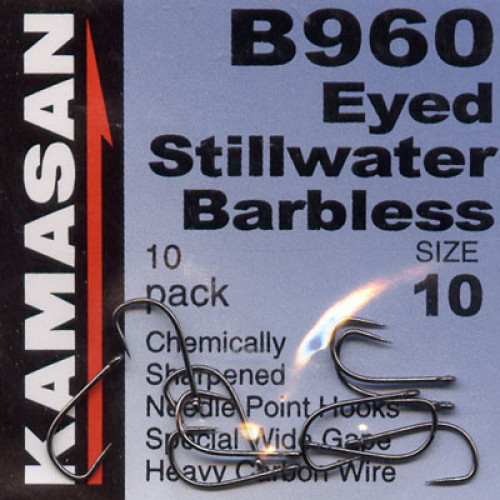 KAMASAN
B960
Eyed
Stillwater
Barbless
SIZE
10
10
pack
Chemically
Sharpened
Needle Point Hooks
Special Wide Gape
Heavy Carbon Wire